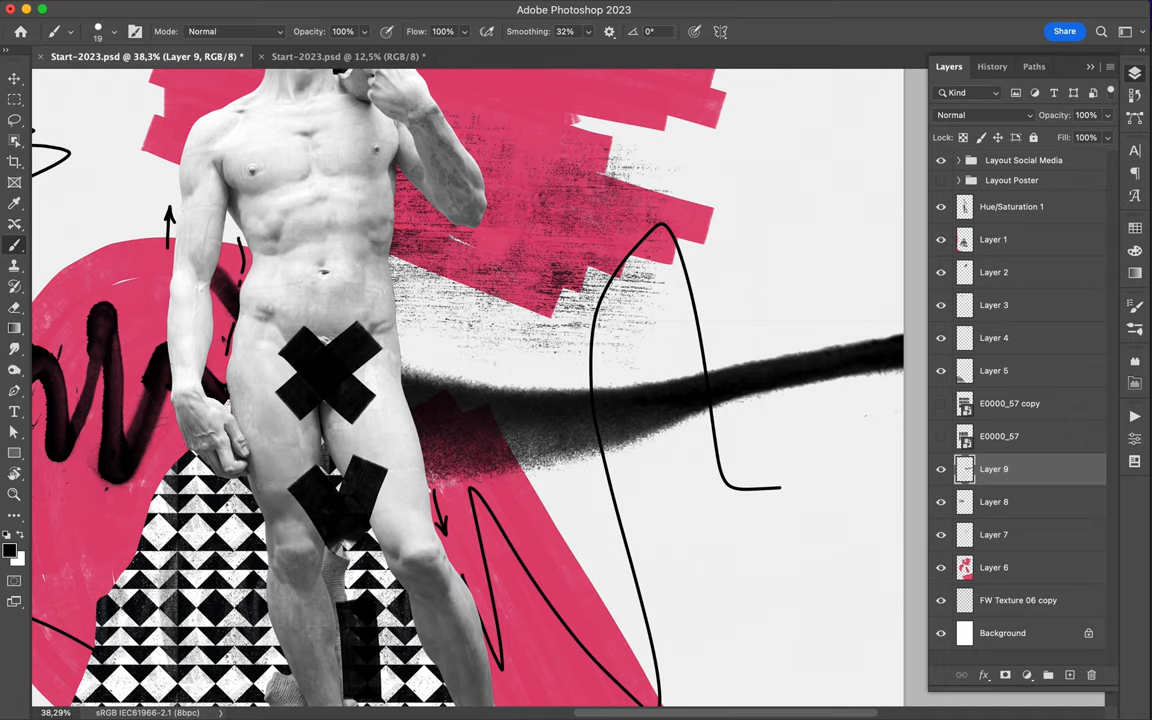 Adobe Photoshop 2023
19
Mode: Normal Opacity: 100% Flow: 100% Smoothing: 32% 0° Share
Start-2023.psd @ 38,3% (Layer 9, RGB/8) * Start-2023.psd @ 12,5% (RGB/8) *
Layers History Paths
Kind
Normal Opacity: 100%
Lock: Fill: 100%
Layout Social Media
Layout Poster
Hue/Saturation 1
Layer 1
Layer 2
Layer 3
Layer 4
Layer 5
E0000_57 copy
E0000_57
Layer 9
Layer 8
Layer 7
Layer 6
FW Texture 06 copy
Background
38,29% sRGB IEC61966-2.1 (8bpc)